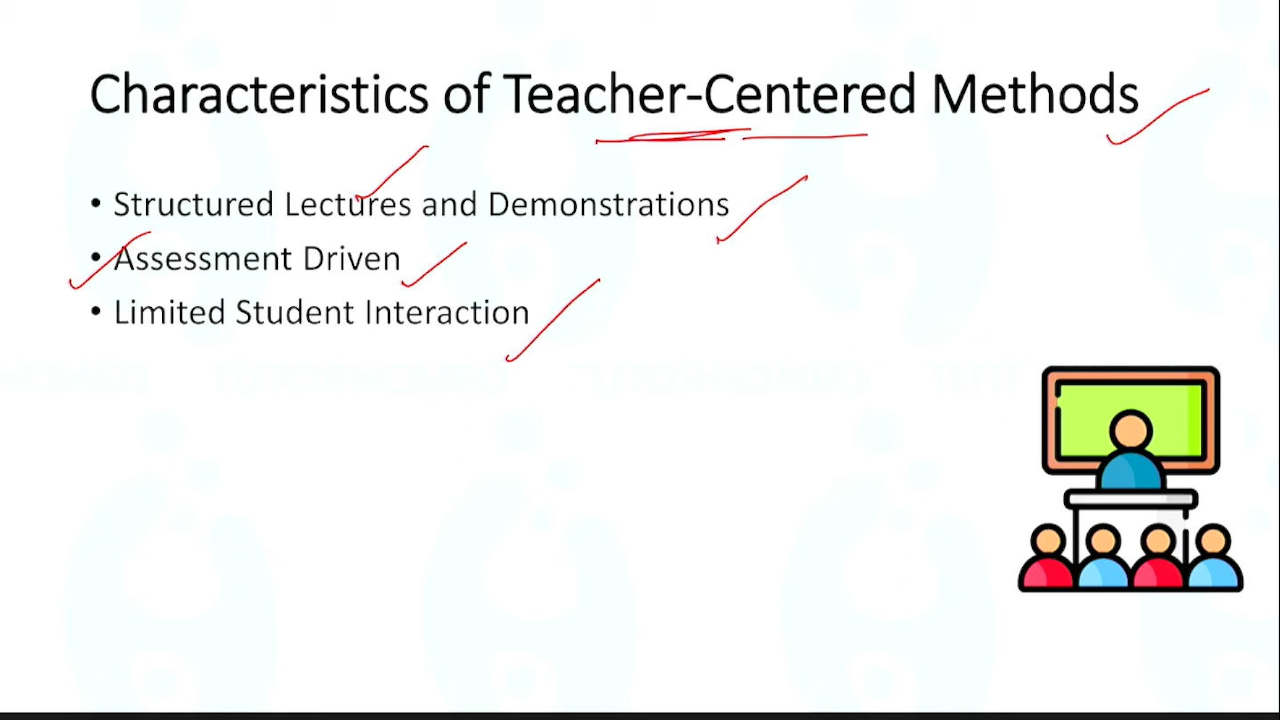 Characteristics of Teacher-Centered Methods
• Structured Lectures and Demonstrations
• Assessment Driven
• Limited Student Interaction